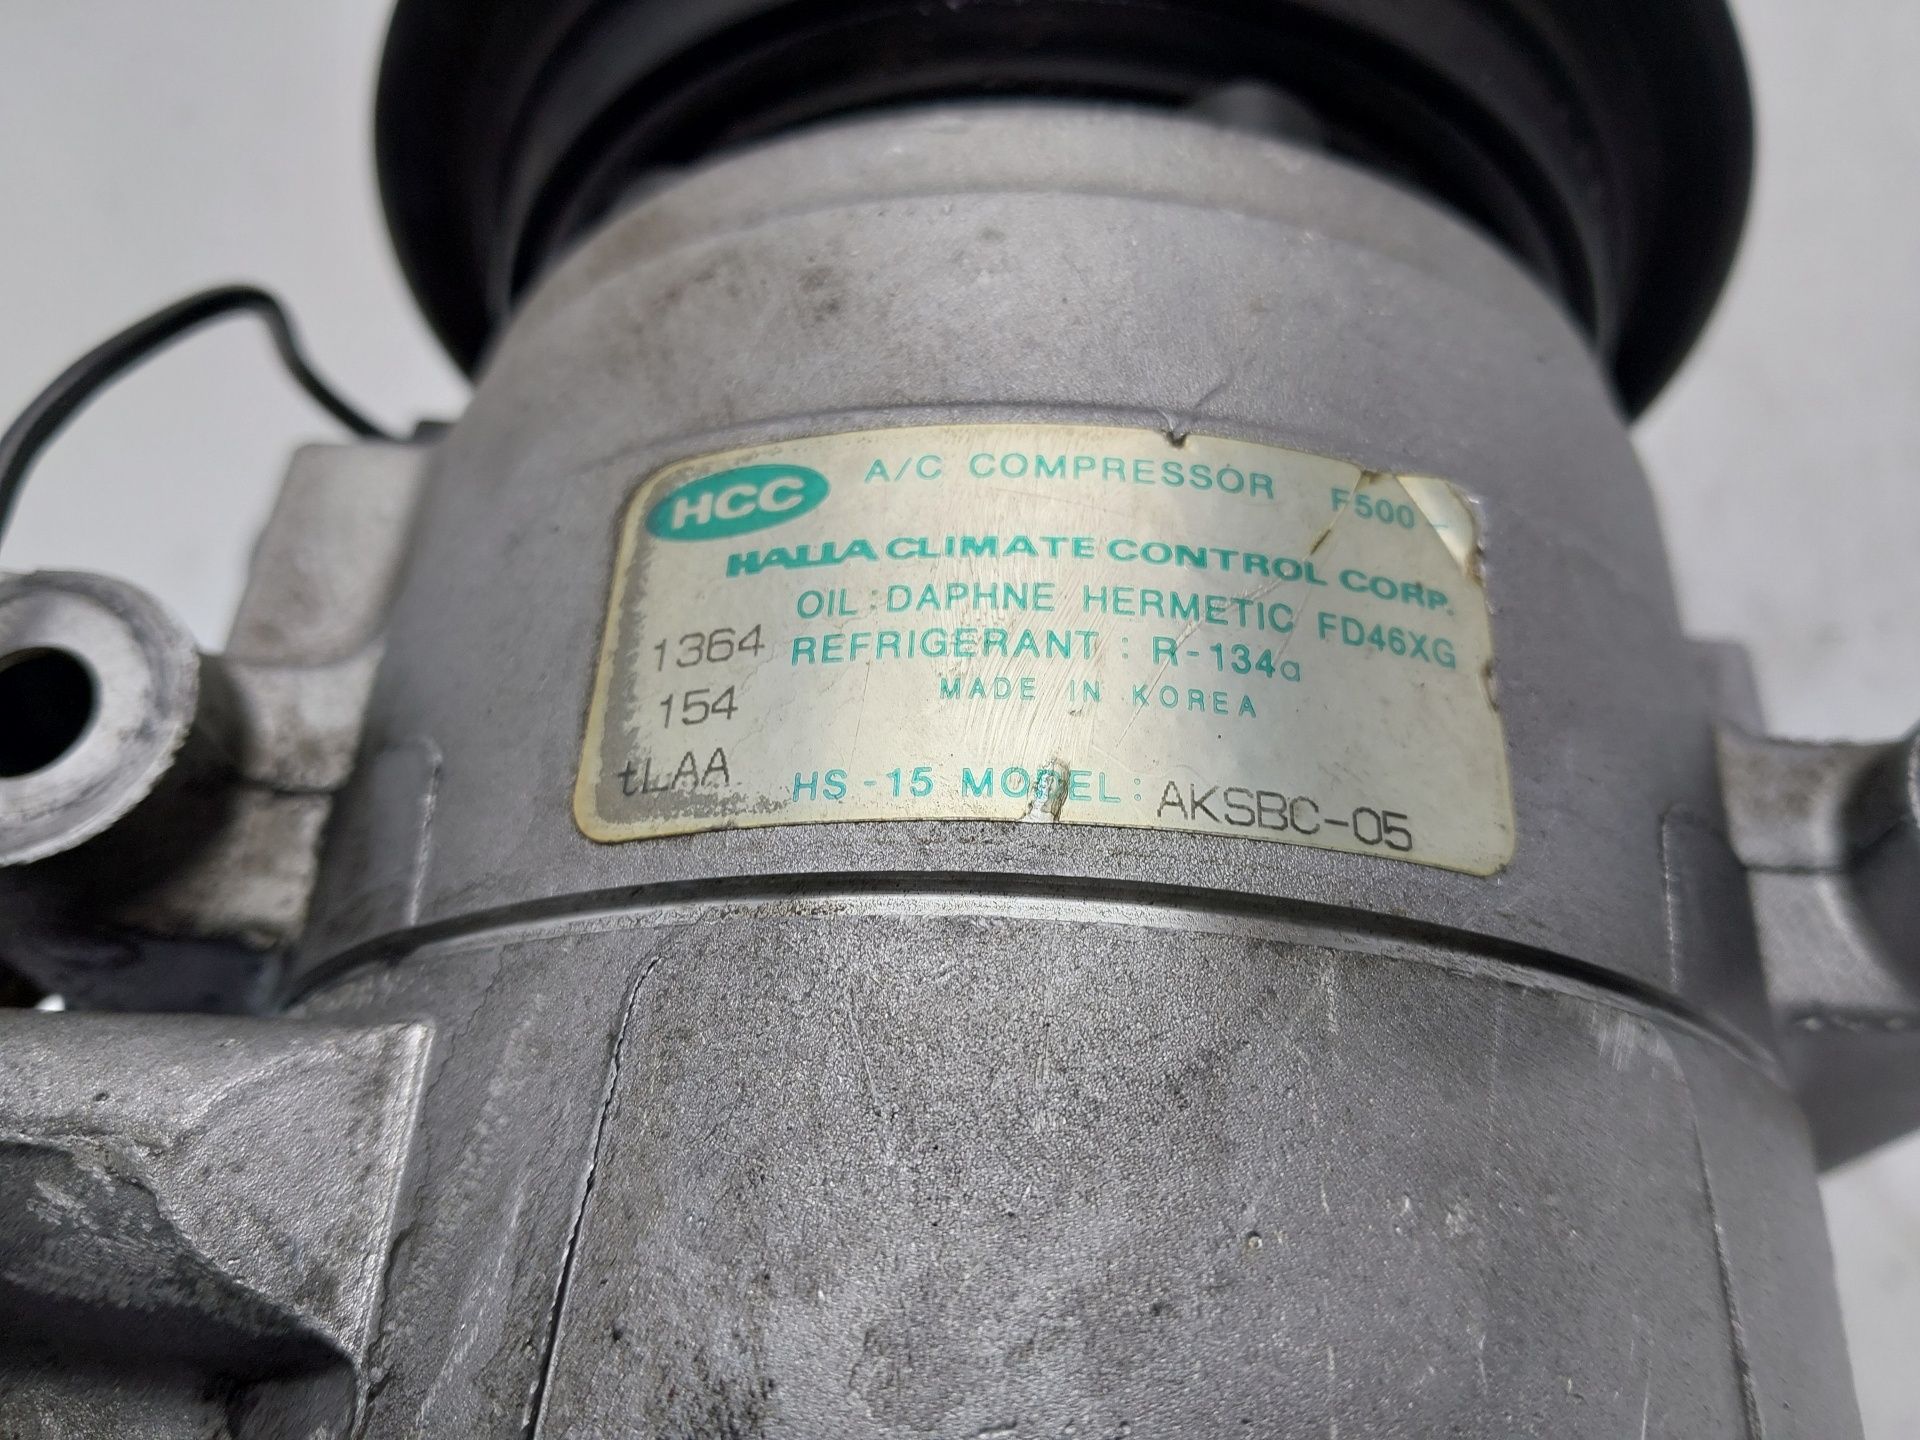 HCC A/C COMPRESSOR F500 -
HALLA CLIMATE CONTROL CORP.
OIL : DAPHNE HERMETIC FD46XG
1364 REFRIGERANT : R-134a
154 MADE IN KOREA
tLAA HS-15 MODEL: AKSBC-05